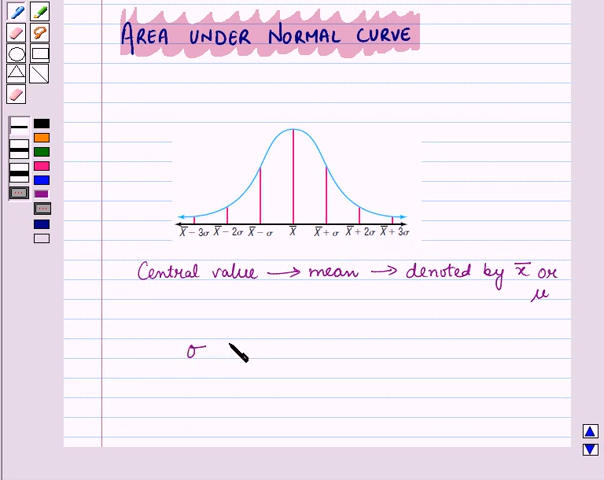 AREA UNDER NORMAL CURVE
X̅ − 3σ X̅ − 2σ X̅ − σ X̅ X̅ + σ X̅ + 2σ X̅ + 3σ
Central value → mean → denoted by x̅ or
μ
σ